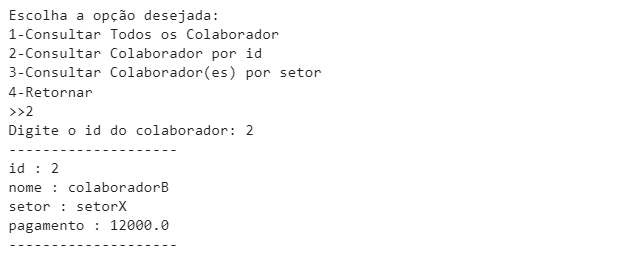 Escolha a opção desejada:
1-Consultar Todos os Colaborador
2-Consultar Colaborador por id
3-Consultar Colaborador(es) por setor
4-Retornar
>>2
Digite o id do colaborador: 2
--------------------
id : 2
nome : colaboradorB
setor : setorX
pagamento : 12000.0
--------------------